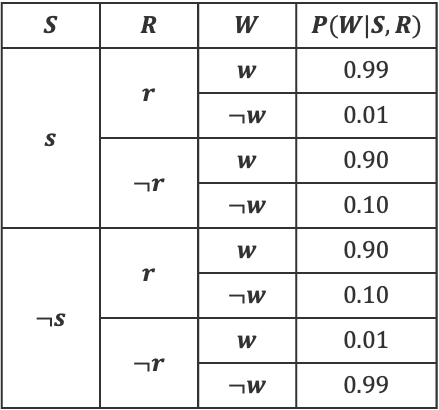 S R W P(W|S, R)
s r w 0.99
¬w 0.01
¬r w 0.90
¬w 0.10
¬s r w 0.90
¬w 0.10
¬r w 0.01
¬w 0.99